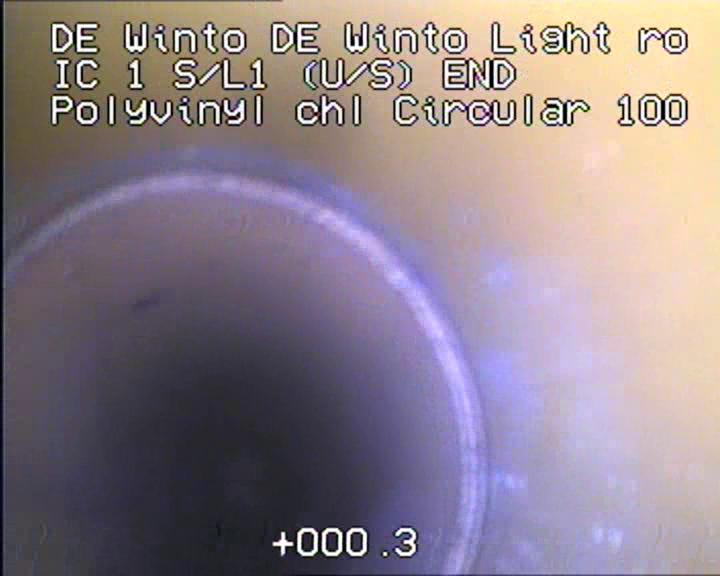 DE Winto DE Winto Light ro
IC 1 S/L1 (U/S) END
Polyvinyl chl Circular 100
+000.3